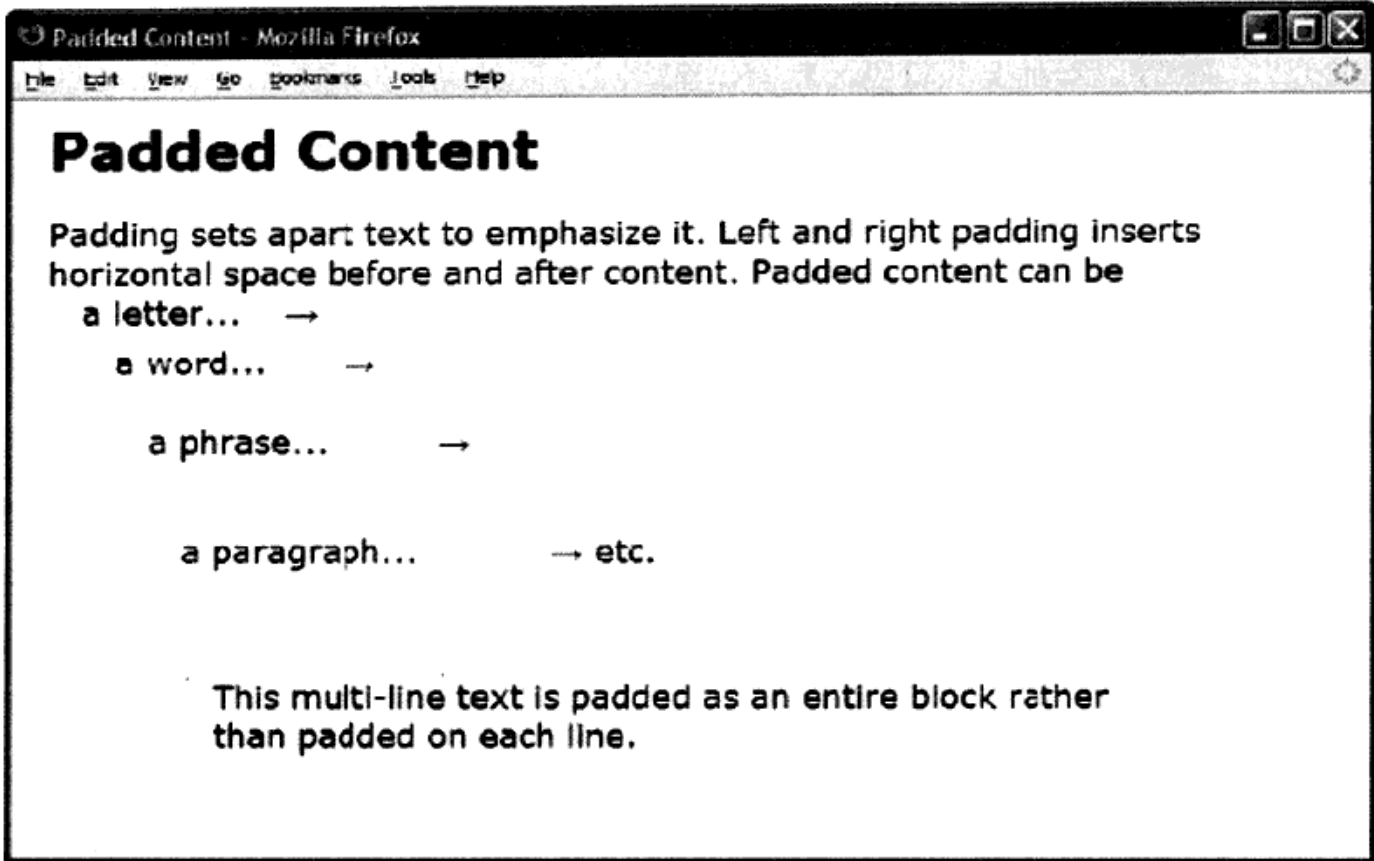 Padded Content - Mozilla Firefox
File Edit View Go Bookmarks Tools Help
Padded Content
Padding sets apart text to emphasize it. Left and right padding inserts
horizontal space before and after content. Padded content can be
a letter... →
a word... →
a phrase... →
a paragraph... → etc.
This multi-line text is padded as an entire block rather
than padded on each line.